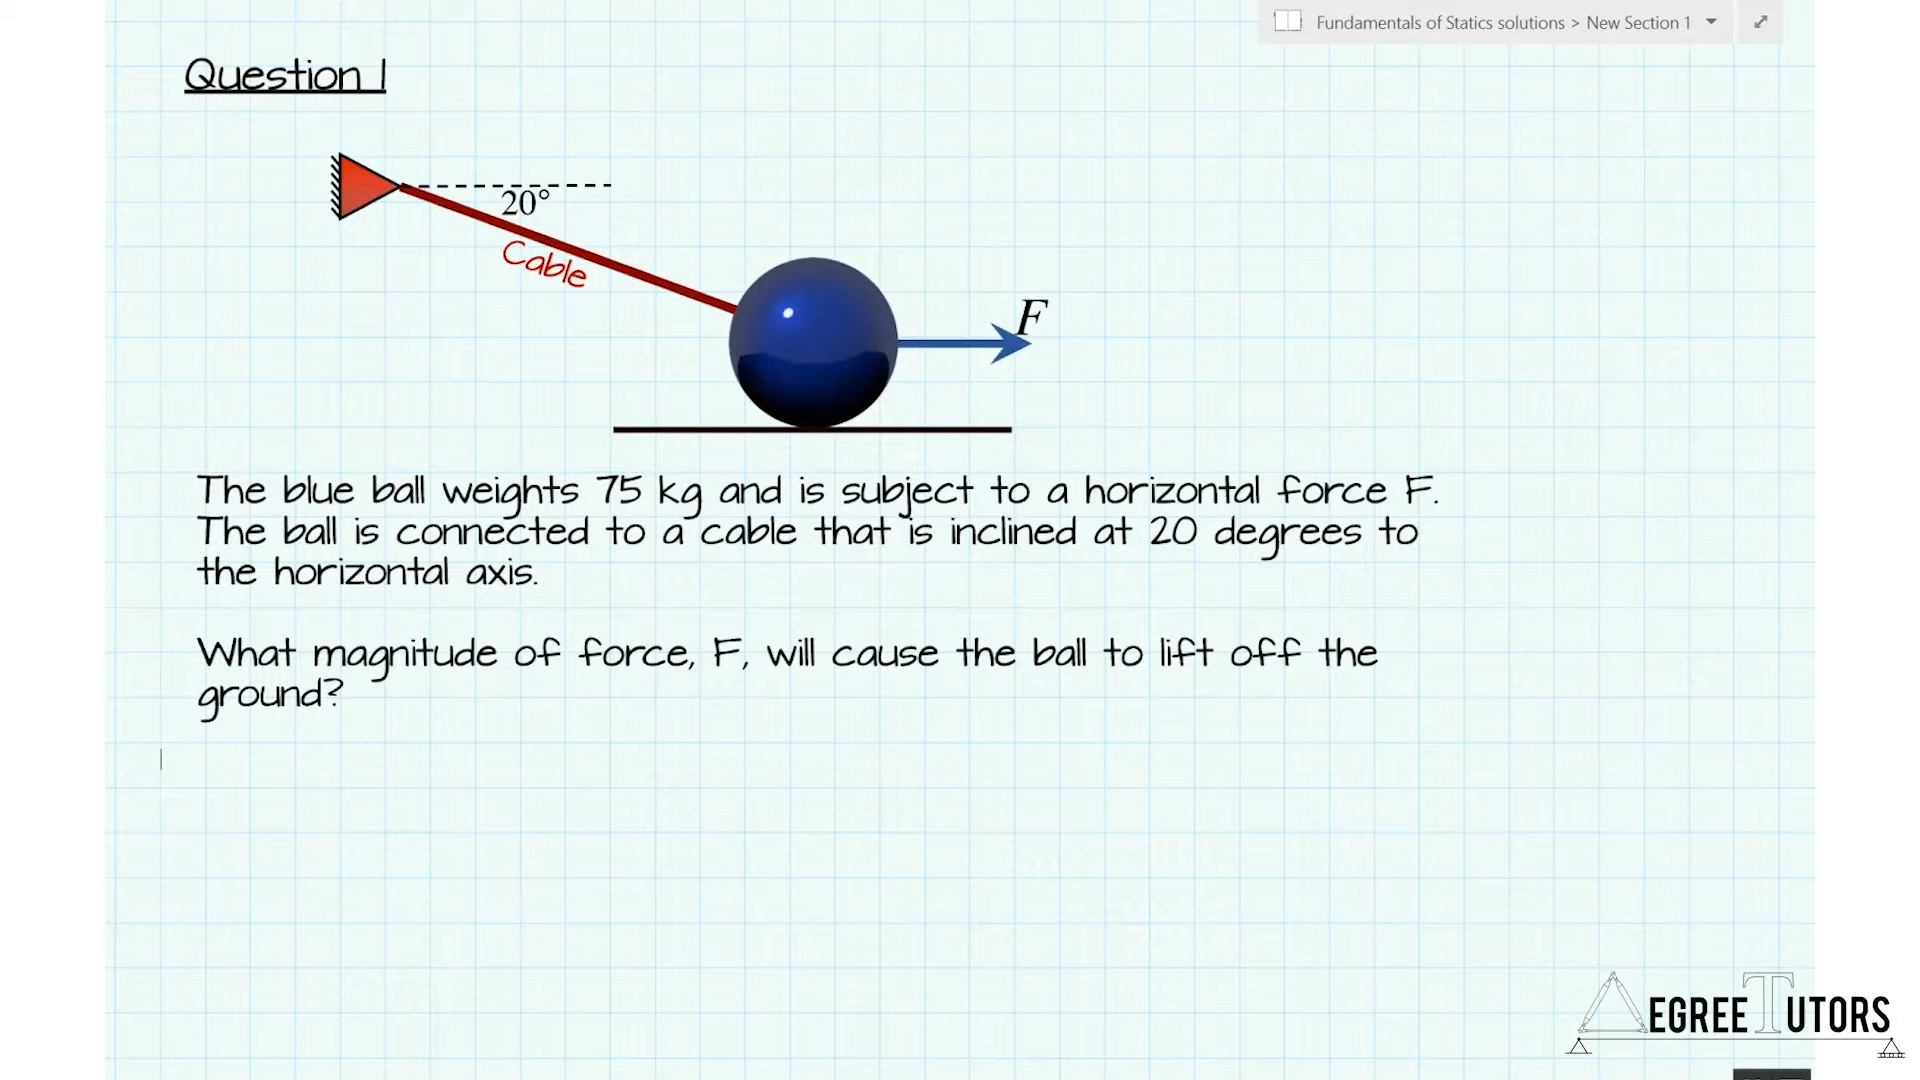 Fundamentals of Statics solutions > New Section 1
Question 1
20°
Cable
F
The blue ball weights 75 kg and is subject to a horizontal force F.
The ball is connected to a cable that is inclined at 20 degrees to
the horizontal axis.
What magnitude of force, F, will cause the ball to lift off the
ground?
DEGREE TUTORS